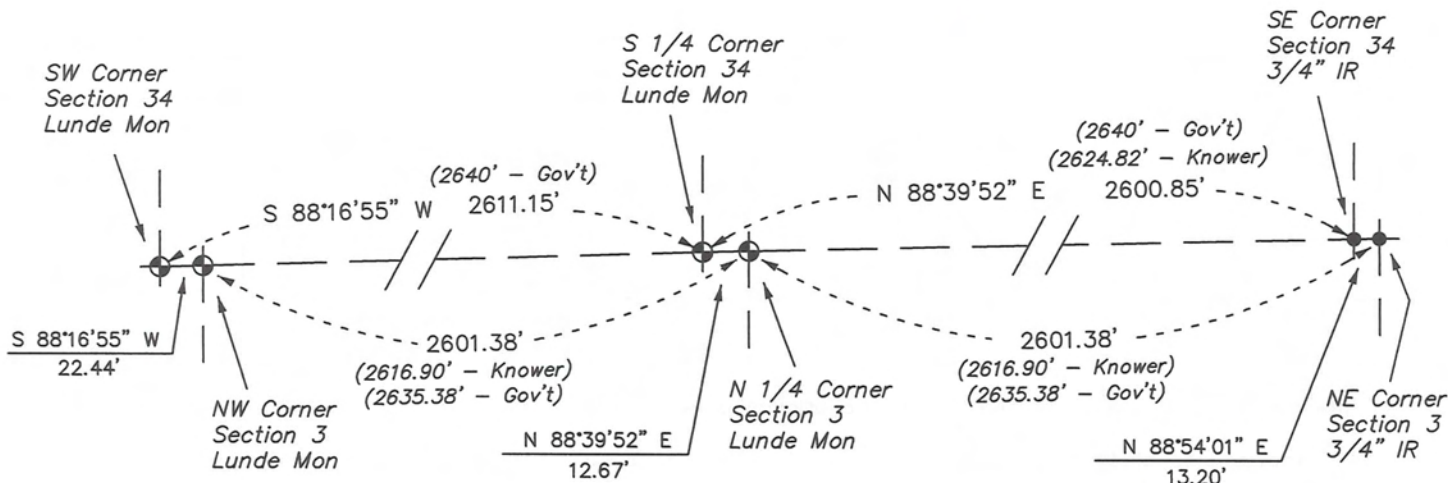 SW Corner
Section 34
Lunde Mon
S 1/4 Corner
Section 34
Lunde Mon
SE Corner
Section 34
3/4" IR
(2640' – Gov't)
S 88°16'55" W 2611.15'
(2640' – Gov't)
(2624.82' – Knower)
N 88°39'52" E 2600.85'
S 88°16'55" W
22.44'
2601.38'
(2616.90' – Knower)
(2635.38' – Gov't)
NW Corner
Section 3
Lunde Mon
N 88°39'52" E
12.67'
N 1/4 Corner
Section 3
Lunde Mon
2601.38'
(2616.90' – Knower)
(2635.38' – Gov't)
N 88°54'01" E
13.20'
NE Corner
Section 3
3/4" IR